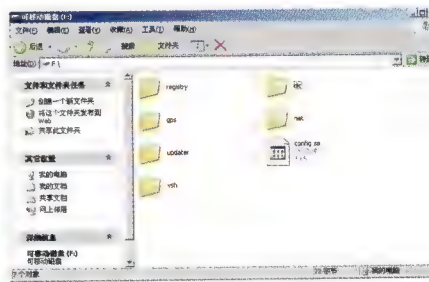 可移动磁盘 (F:)
文件(F) 编辑(E) 查看(V) 收藏(A) 工具(T) 帮助(H)
后退 搜索 文件夹
地址(D) F:\
文件和文件夹任务
创建一个新文件夹
将这个文件夹发布到
Web
共享此文件夹
其它位置
我的电脑
我的文档
共享文档
网上邻居
详细信息
可移动磁盘 (F:)
可移动磁盘
registry
gps
net
updater
vsh
7 个对象
我的电脑